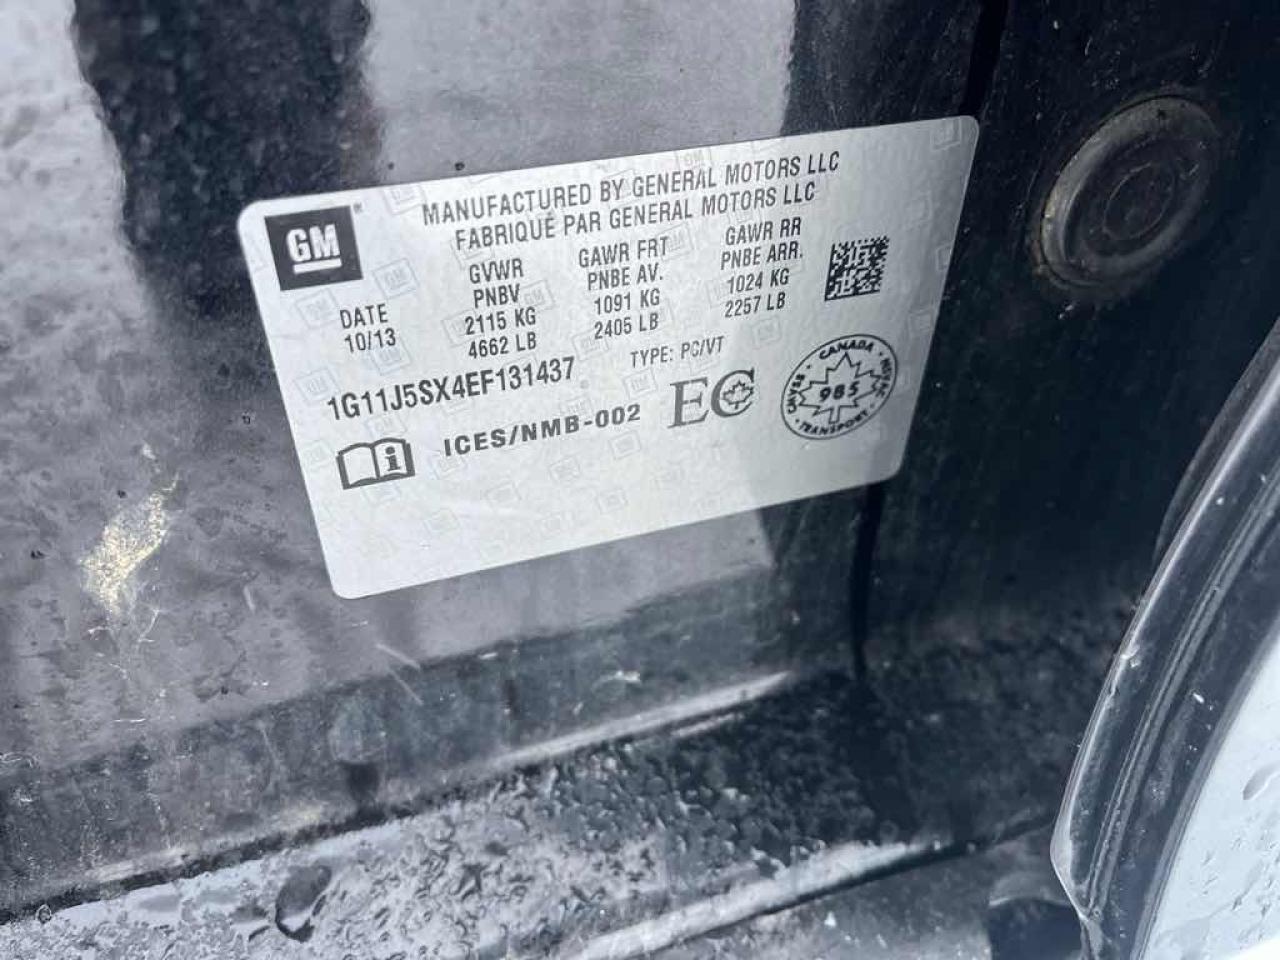 GM
MANUFACTURED BY GENERAL MOTORS LLC
FABRIQUÉ PAR GENERAL MOTORS LLC
DATE
10/13
GVWR
PNBV
2115 KG
4662 LB
GAWR FRT
PNBE AV.
1091 KG
2405 LB
GAWR RR
PNBE ARR.
1024 KG
2257 LB
1G11J5SX4EF131437
TYPE: PC/VT
i ICES/NMB-002
EC
CANADA
985
TRANSPORT